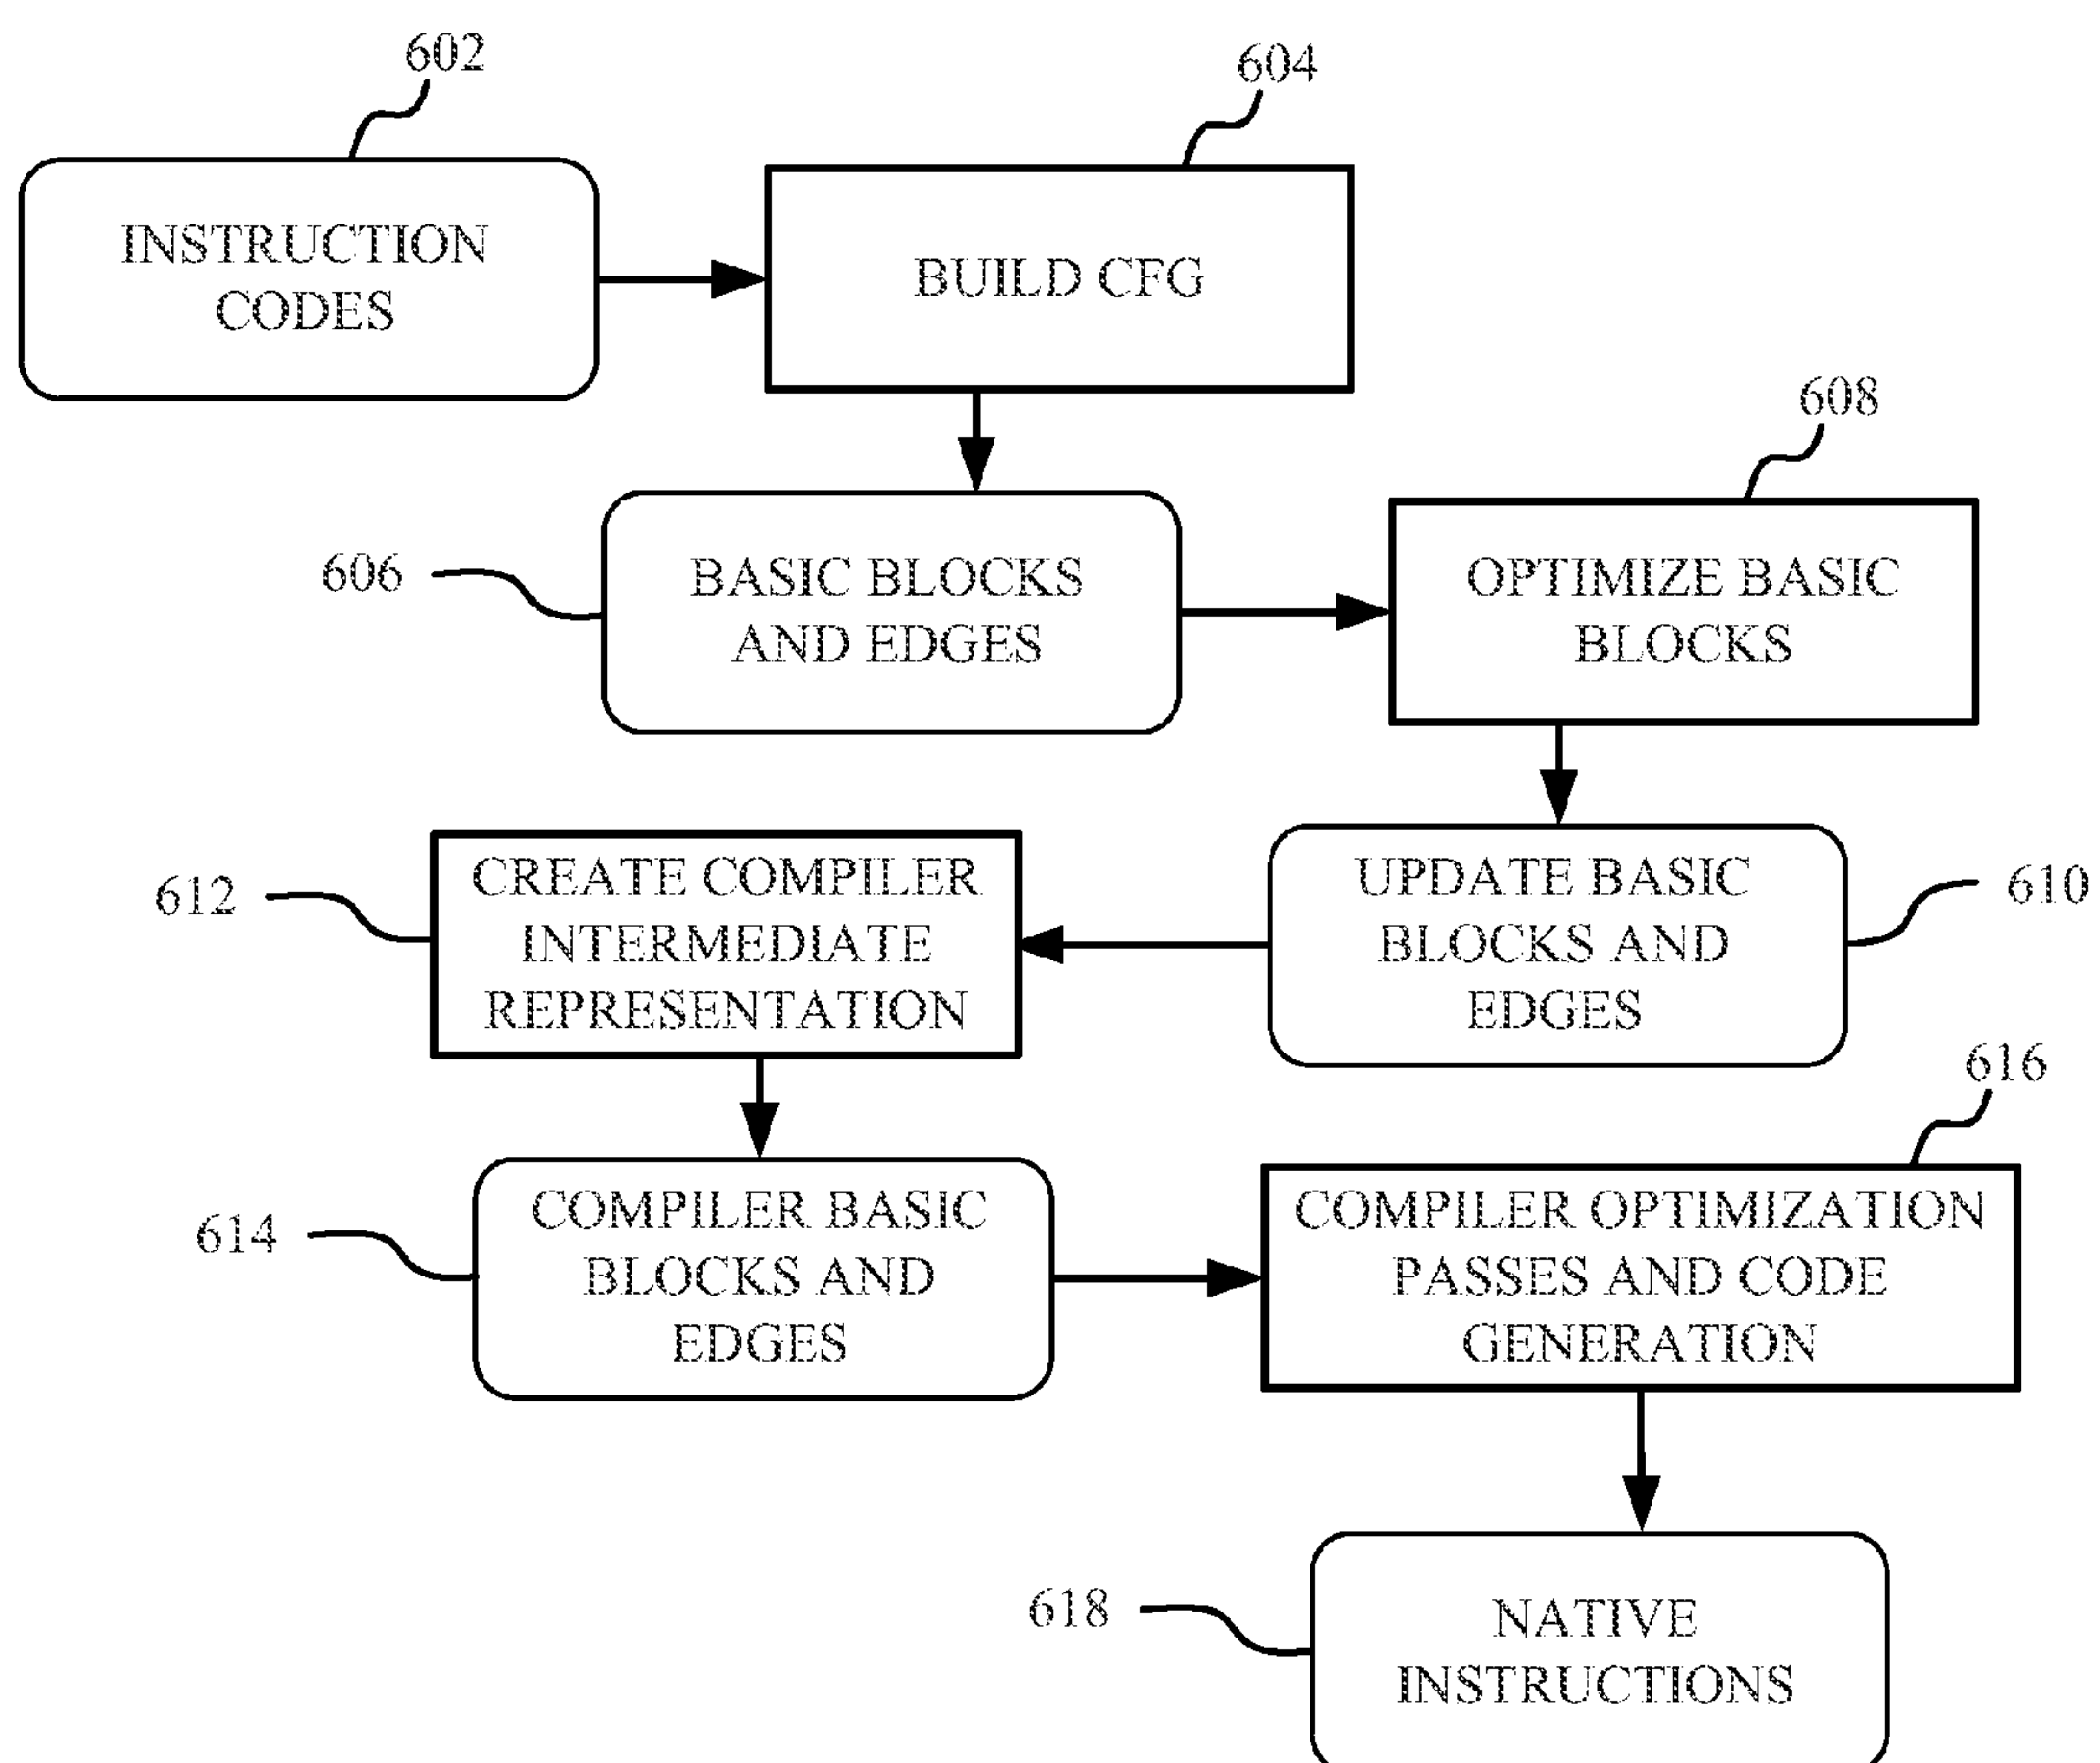 602
604
INSTRUCTION
CODES
BUILD CFG
608
606
BASIC BLOCKS
AND EDGES
OPTIMIZE BASIC
BLOCKS
612
CREATE COMPILER
INTERMEDIATE
REPRESENTATION
UPDATE BASIC
BLOCKS AND
EDGES
610
616
614
COMPILER BASIC
BLOCKS AND
EDGES
COMPILER OPTIMIZATION
PASSES AND CODE
GENERATION
618
NATIVE
INSTRUCTIONS